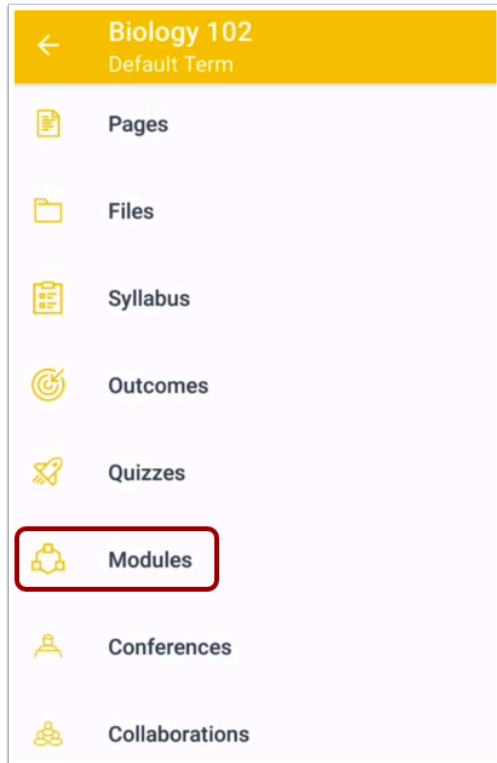 Biology 102
Default Term
Pages
Files
Syllabus
Outcomes
Quizzes
Modules
Conferences
Collaborations